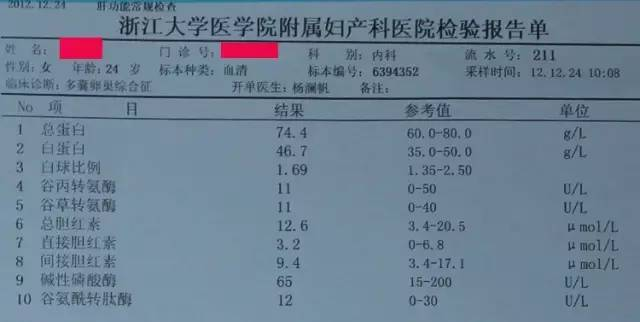 2012.12.24 肝功能常规检查
浙江大学医学院附属妇产科医院检验报告单
姓 名: 门 诊 号: 科 别:内科 流 水 号: 211
性别:女 年龄:24 岁 标本种类:血清 标本编号:6394352 采样时间:12.12.24 10:08
临床诊断:多囊卵巢综合征 开单医生:杨澜帆 备注:
No 项 目 结果 参考值 单位
1 总蛋白 74.4 60.0-80.0 g/L
2 白蛋白 46.7 35.0-50.0 g/L
3 白球比例 1.69 1.35-2.50
4 谷丙转氨酶 11 0-50 U/L
5 谷草转氨酶 11 0-40 U/L
6 总胆红素 12.6 3.4-20.5 μmol/L
7 直接胆红素 3.2 0-6.8 μmol/L
8 间接胆红素 9.4 3.4-17.1 μmol/L
9 碱性磷酸酶 65 15-200 U/L
10 谷氨酰转肽酶 12 0-30 U/L